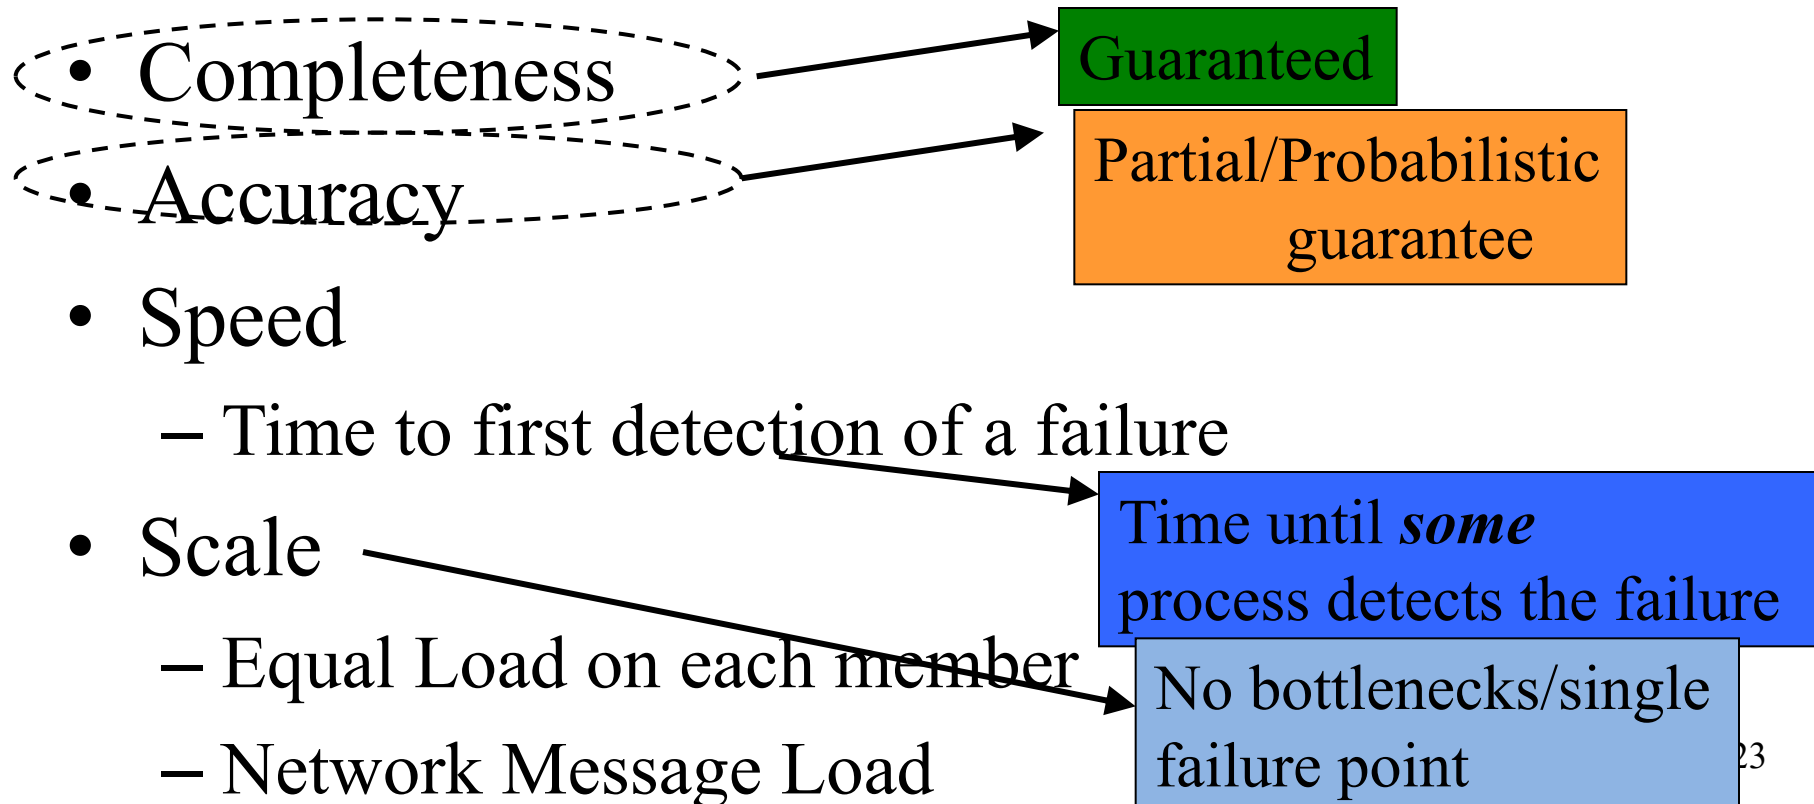 • Completeness
Guaranteed
• Accuracy
Partial/Probabilistic
guarantee
• Speed
– Time to first detection of a failure
Time until some
process detects the failure
• Scale
– Equal Load on each member
No bottlenecks/single
failure point
– Network Message Load
23